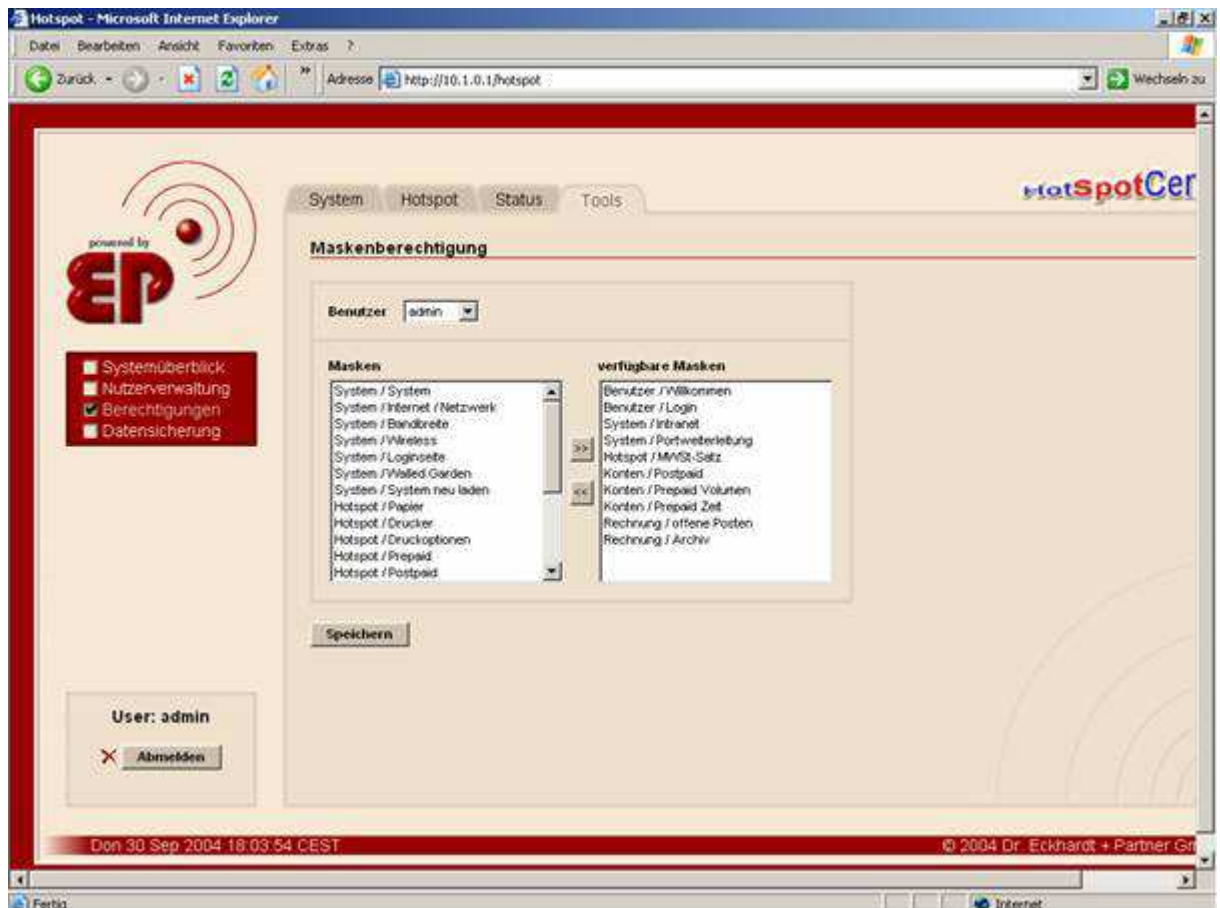 Hotspot - Microsoft Internet Explorer
Datei Bearbeiten Ansicht Favoriten Extras ?
Zurück Adresse http://10.1.0.1/hotspot Wechseln zu
HotSpotCer
System Hotspot Status Tools
powered by
EP
Maskenberechtigung
Benutzer admin
Systemüberblick
Nutzerverwaltung
Berechtigungen
Datensicherung
Masken
System / System
System / Internet / Netzwerk
System / Bandbreite
System / Wireless
System / Loginseite
System / Walled Garden
System / System neu laden
Hotspot / Papier
Hotspot / Drucker
Hotspot / Druckoptionen
Hotspot / Prepaid
Hotspot / Postpaid
>>
<<
verfügbare Masken
Benutzer / Willkommen
Benutzer / Login
System / Intranet
System / Portweiterleitung
Hotspot / MWSt-Satz
Konten / Postpaid
Konten / Prepaid Volumen
Konten / Prepaid Zeit
Rechnung / offene Posten
Rechnung / Archiv
Speichern
User: admin
Abmelden
Don 30 Sep 2004 18:03:54 CEST
© 2004 Dr. Eckhardt + Partner Gm
Fertig
Internet